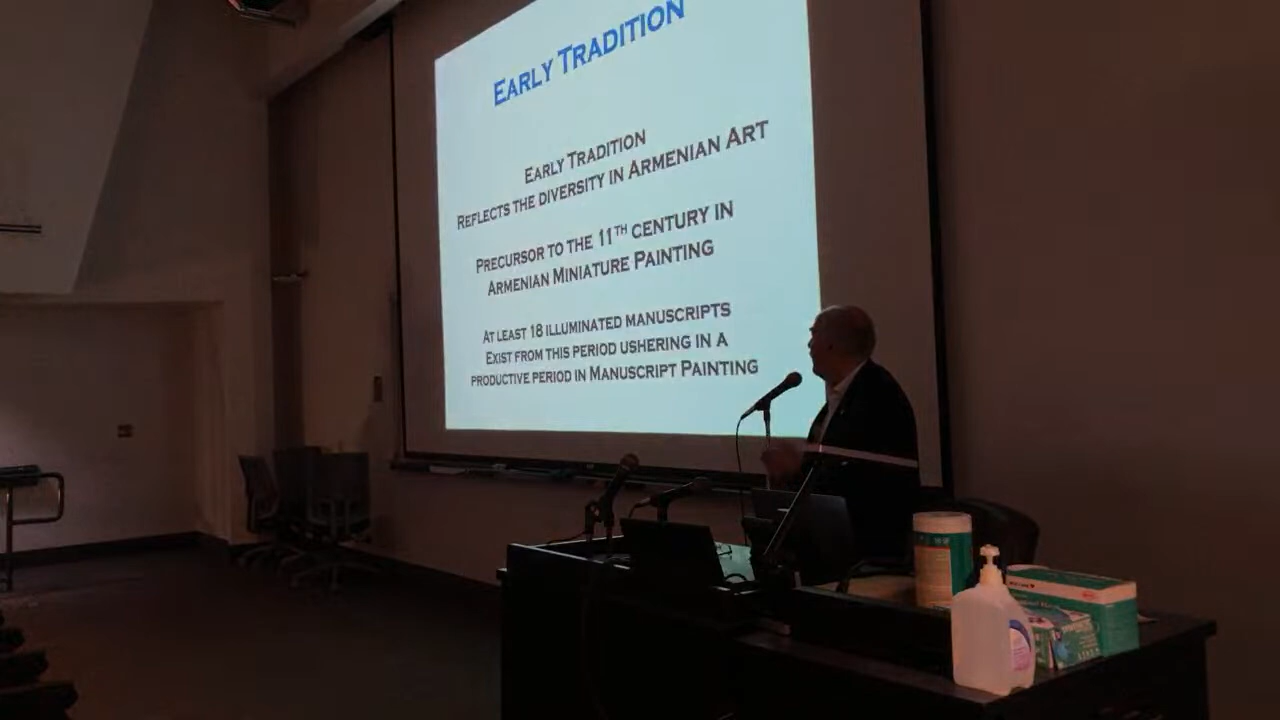 EARLY TRADITION
EARLY TRADITION
REFLECTS THE DIVERSITY IN ARMENIAN ART
PRECURSOR TO THE 11TH CENTURY IN
ARMENIAN MINIATURE PAINTING
AT LEAST 18 ILLUMINATED MANUSCRIPTS
EXIST FROM THIS PERIOD USHERING IN A
PRODUCTIVE PERIOD IN MANUSCRIPT PAINTING